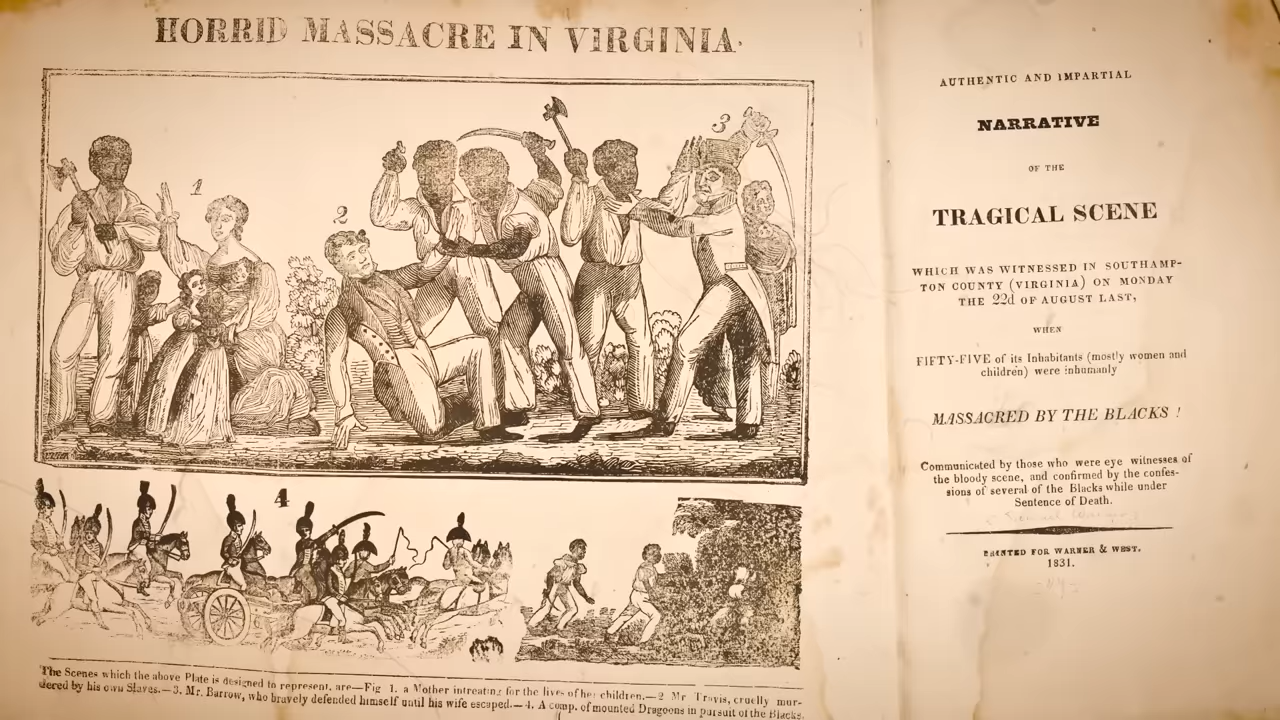 HORRID MASSACRE IN VIRGINIA.
1
2
3
4
The Scenes which the above Plate is designed to represent, are—Fig 1. a Mother intreating for the lives of her children.—2 Mr Travis, cruelly mur-
dered by his own Slaves.—3. Mr. Barrow, who bravely defended himself until his wife escaped.—4. A comp. of mounted Dragoons in pursuit of the Blacks.
AUTHENTIC AND IMPARTIAL
NARRATIVE
OF THE
TRAGICAL SCENE
WHICH WAS WITNESSED IN SOUTHAMP-
TON COUNTY (VIRGINIA) ON MONDAY
THE 22d OF AUGUST LAST,
WHEN
FIFTY-FIVE of its Inhabitants (mostly women and
children) were inhumanly
MASSACRED BY THE BLACKS !
Communicated by those who were eye witnesses of
the bloody scene, and confirmed by the confes-
sions of several of the Blacks while under
Sentence of Death.
PRINTED FOR WARNER & WEST.
1831.